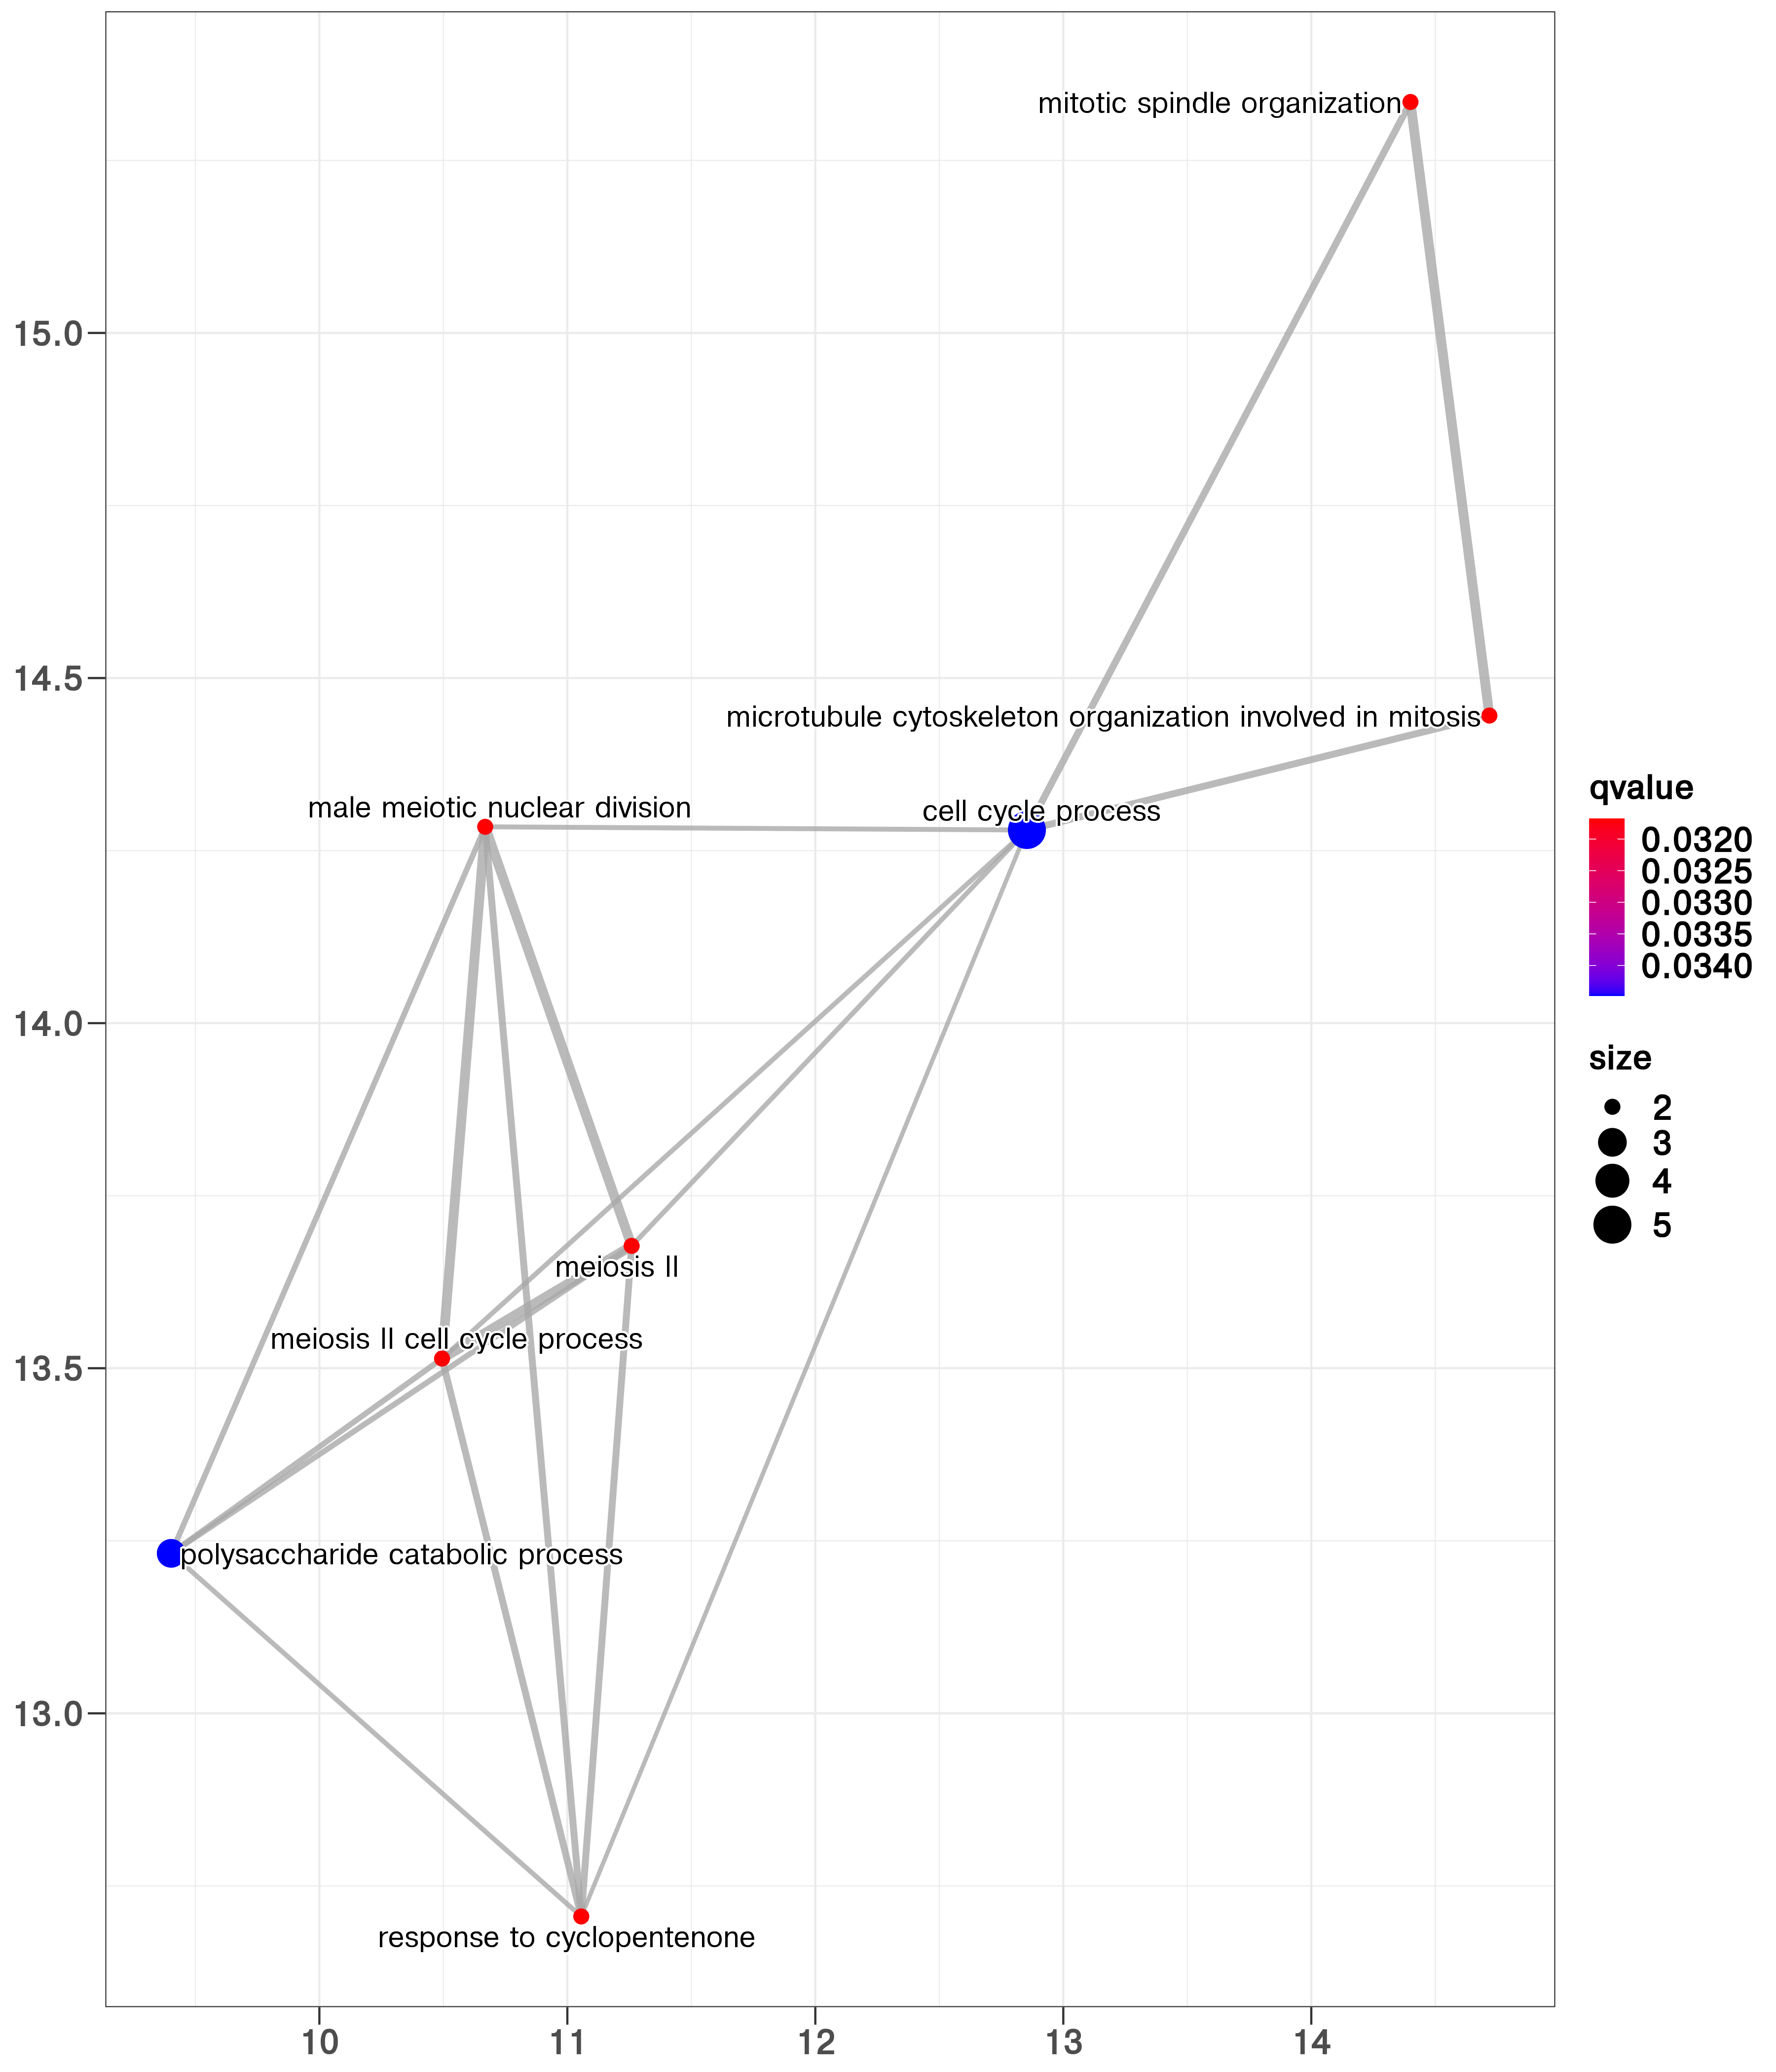 mitotic spindle organization
15.0
14.5
microtubule cytoskeleton organization involved in mitosis
male meiotic nuclear division
cell cycle process
14.0
meiosis II
meiosis II cell cycle process
13.5
polysaccharide catabolic process
13.0
response to cyclopentenone
10 11 12 13 14
qvalue
0.0320
0.0325
0.0330
0.0335
0.0340
size
2
3
4
5